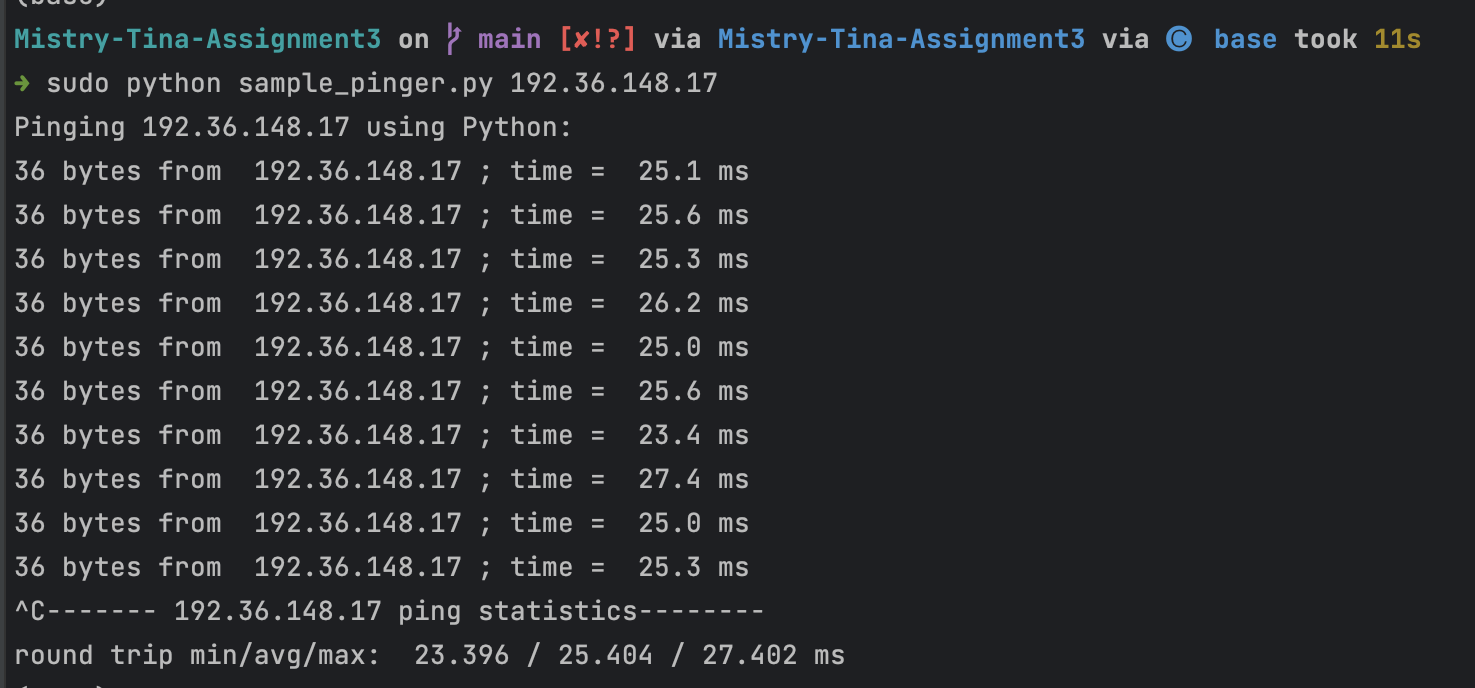 (base)
Mistry-Tina-Assignment3 on main [✘!?] via Mistry-Tina-Assignment3 via C base took 11s
→ sudo python sample_pinger.py 192.36.148.17
Pinging 192.36.148.17 using Python:
36 bytes from  192.36.148.17 ; time =  25.1 ms
36 bytes from  192.36.148.17 ; time =  25.6 ms
36 bytes from  192.36.148.17 ; time =  25.3 ms
36 bytes from  192.36.148.17 ; time =  26.2 ms
36 bytes from  192.36.148.17 ; time =  25.0 ms
36 bytes from  192.36.148.17 ; time =  25.6 ms
36 bytes from  192.36.148.17 ; time =  23.4 ms
36 bytes from  192.36.148.17 ; time =  27.4 ms
36 bytes from  192.36.148.17 ; time =  25.0 ms
36 bytes from  192.36.148.17 ; time =  25.3 ms
^C------- 192.36.148.17 ping statistics--------
round trip min/avg/max:  23.396 / 25.404 / 27.402 ms